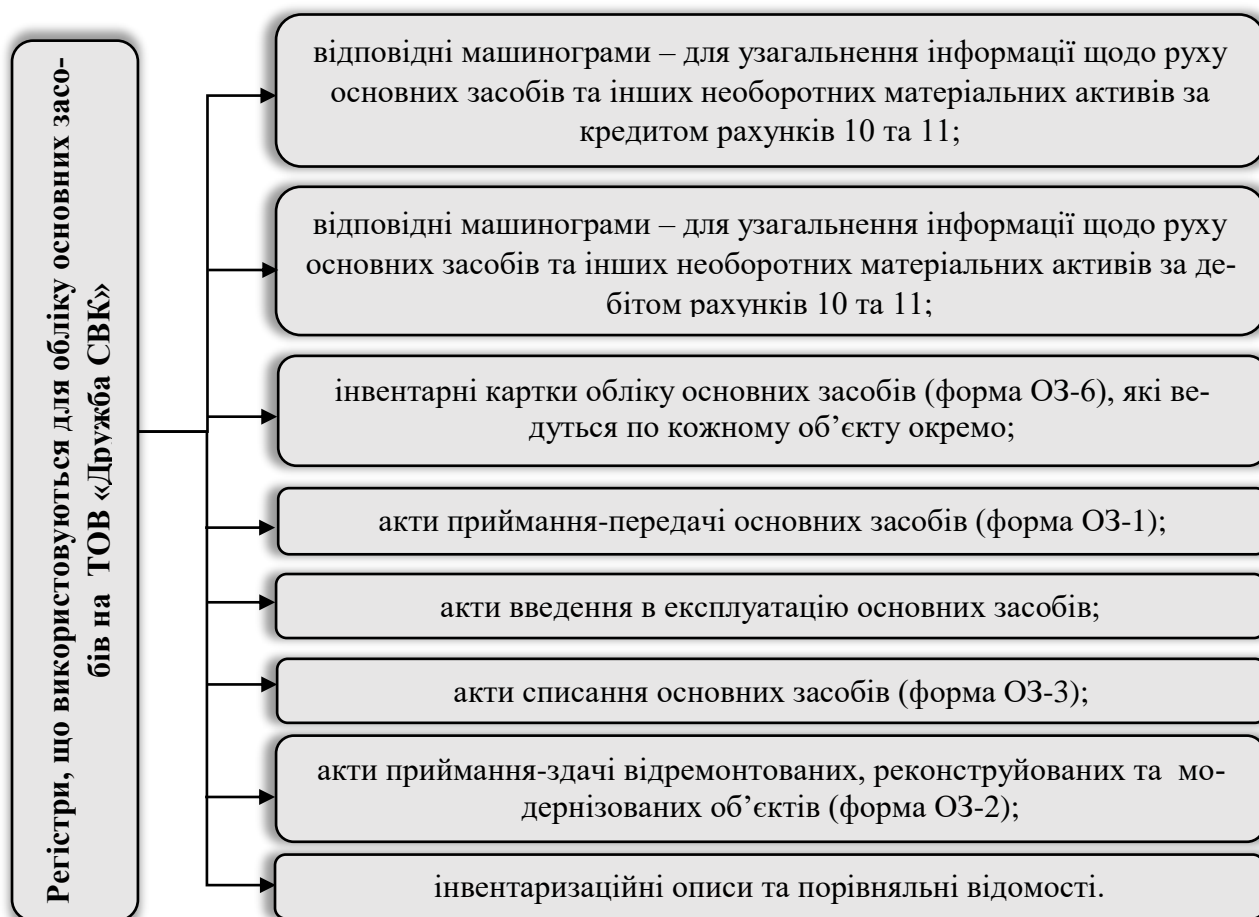 Регістри, що використовуються для обліку основних засо-
бів на ТОВ «Дружба СВК»
відповідні машинограми – для узагальнення інформації щодо руху
основних засобів та інших необоротних матеріальних активів за
кредитом рахунків 10 та 11;
відповідні машинограми – для узагальнення інформації щодо руху
основних засобів та інших необоротних матеріальних активів за де-
бітом рахунків 10 та 11;
інвентарні картки обліку основних засобів (форма ОЗ-6), які ве-
дуться по кожному об’єкту окремо;
акти приймання-передачі основних засобів (форма ОЗ-1);
акти введення в експлуатацію основних засобів;
акти списання основних засобів (форма ОЗ-3);
акти приймання-здачі відремонтованих, реконструйованих та мо-
дернізованих об’єктів (форма ОЗ-2);
інвентаризаційні описи та порівняльні відомості.